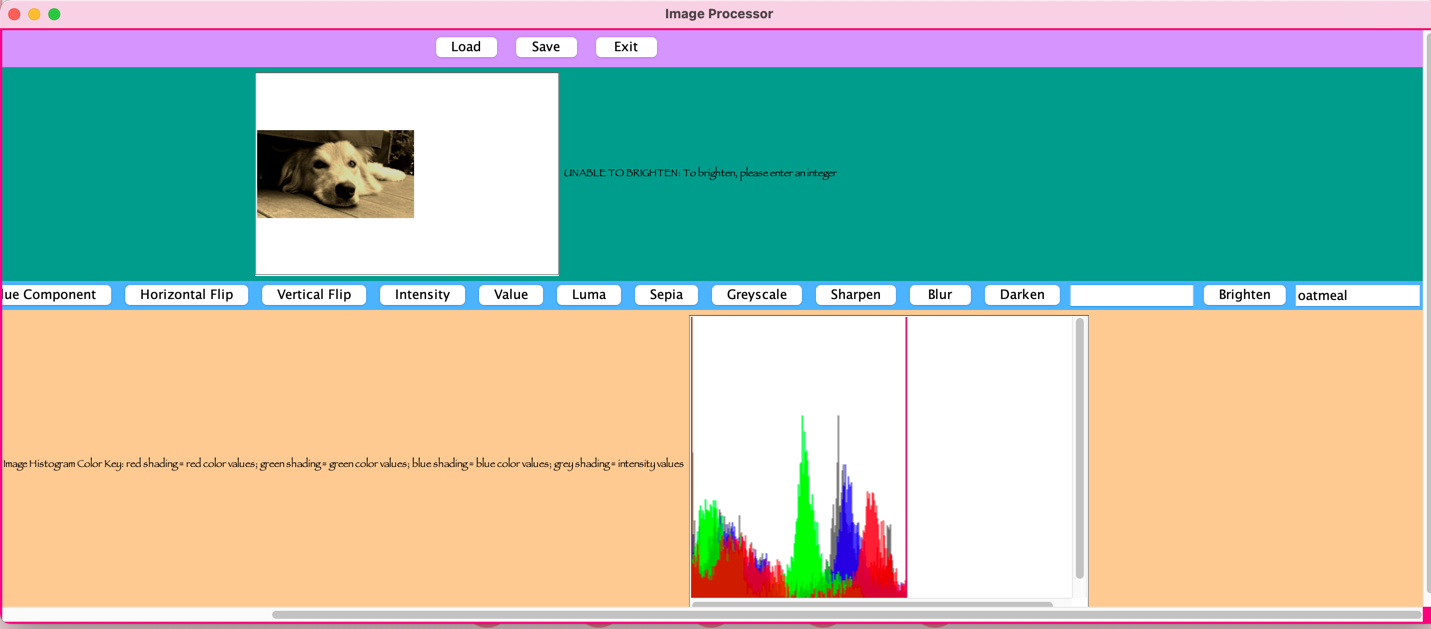 Image Processor
Load Save Exit
UNABLE TO BRIGHTEN: To brighten, please enter an integer
lue Component Horizontal Flip Vertical Flip Intensity Value Luma Sepia Greyscale Sharpen Blur Darken Brighten oatmeal
Image Histogram Color Key: red shading = red color values; green shading = green color values; blue shading = blue color values; grey shading = intensity values